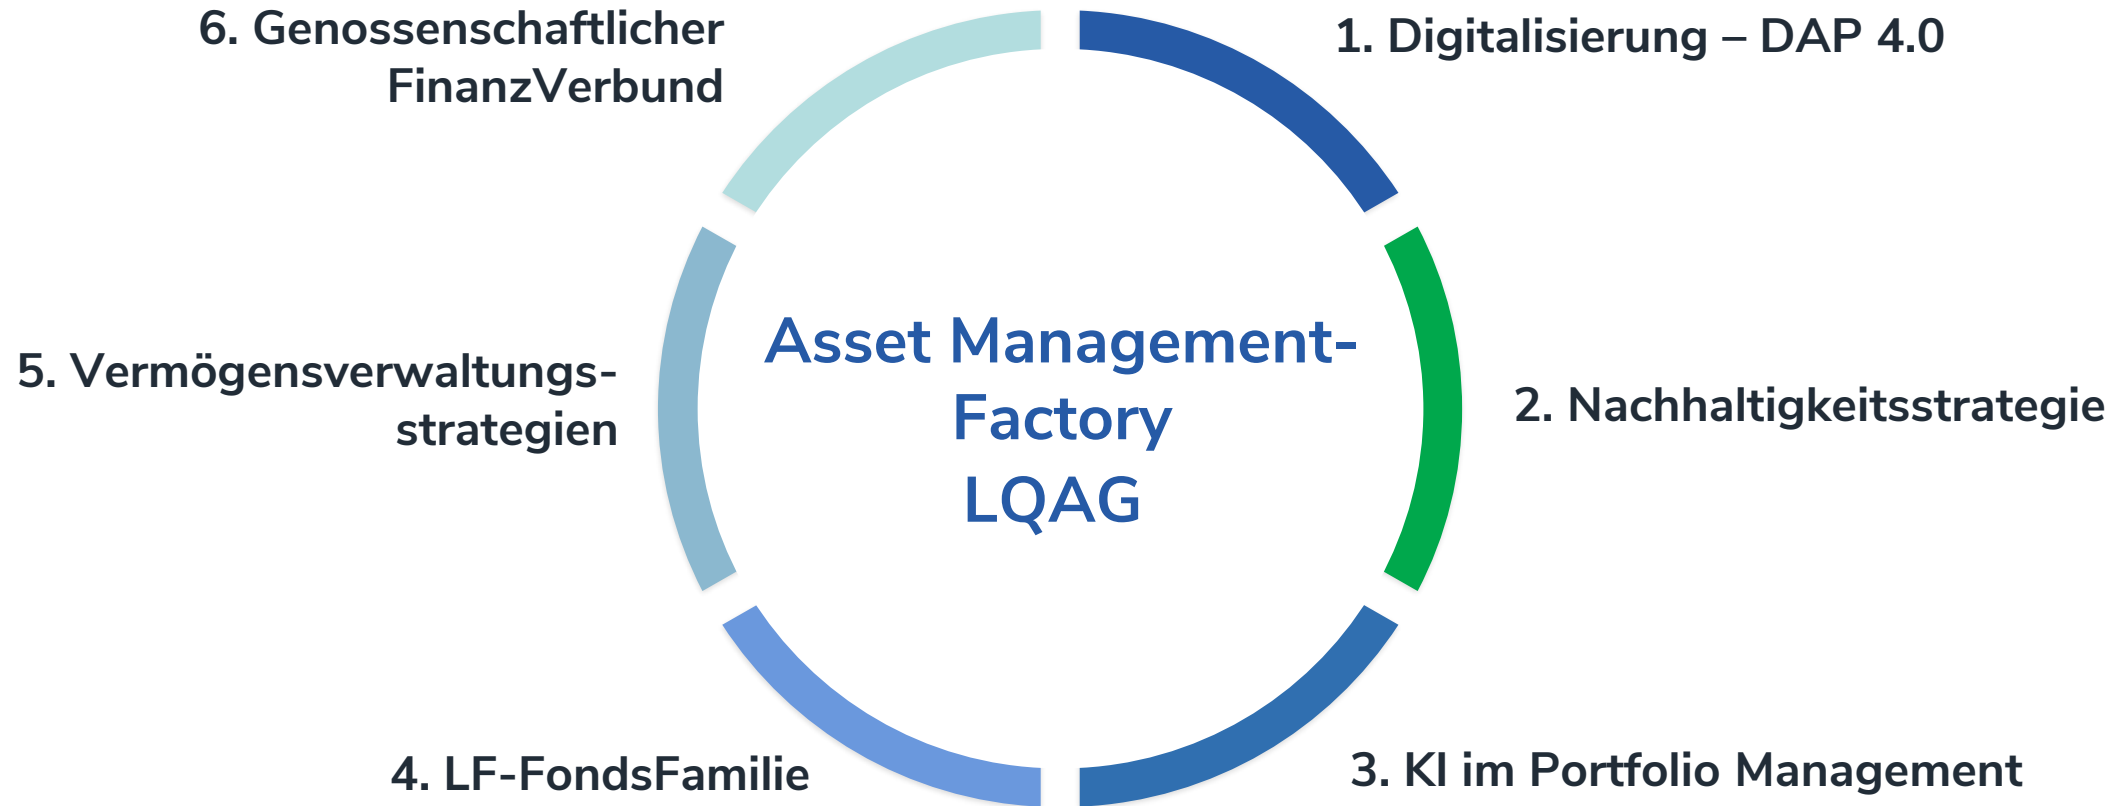 6. Genossenschaftlicher
FinanzVerbund
1. Digitalisierung – DAP 4.0
Asset Management-
Factory
LQAG
5. Vermögensverwaltungs-
strategien
2. Nachhaltigkeitsstrategie
4. LF-FondsFamilie
3. KI im Portfolio Management